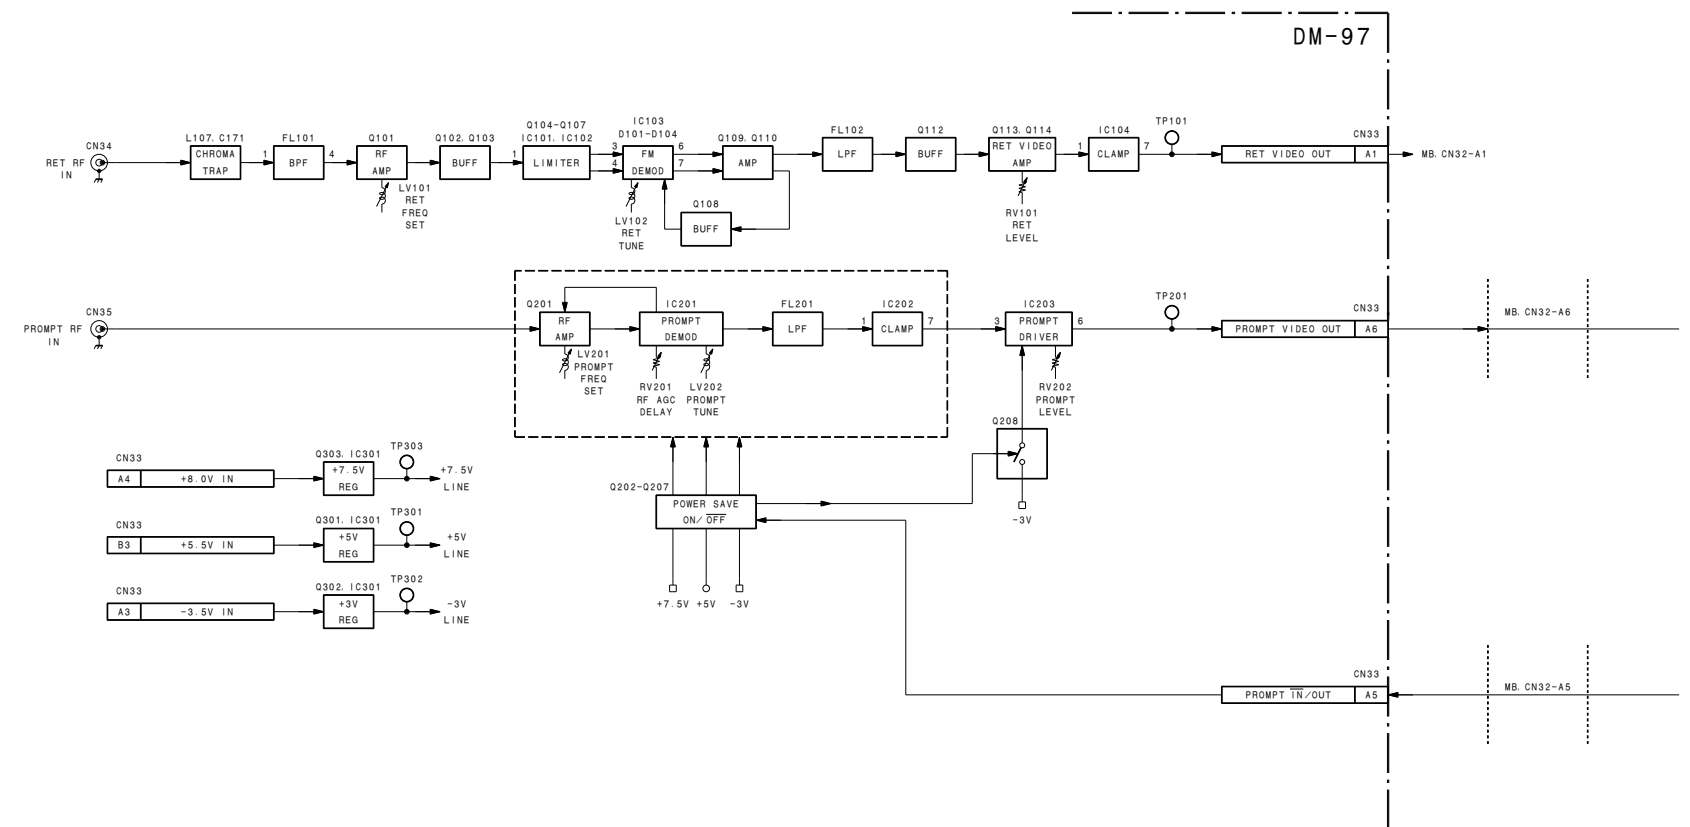 DM-97
CN34
RET RF
IN
L107, C171
CHROMA
TRAP
1
FL101
BPF
4
Q101
RF
AMP
LV101
RET
FREQ
SET
Q102, Q103
BUFF
1
Q104-Q107
IC101, IC102
LIMITER
3
4
IC103
D101-D104
FM
DEMOD
LV102
RET
TUNE
6
7
Q109, Q110
AMP
Q108
BUFF
FL102
LPF
Q112
BUFF
Q113, Q114
RET VIDEO
AMP
RV101
RET
LEVEL
1
IC104
CLAMP
7
TP101
CN33
RET VIDEO OUT
A1
MB. CN32-A1
CN35
PROMPT RF
IN
Q201
RF
AMP
LV201
PROMPT
FREQ
SET
IC201
PROMPT
DEMOD
RV201
RF AGC
DELAY
LV202
PROMPT
TUNE
FL201
LPF
1
IC202
CLAMP
7
3
IC203
PROMPT
DRIVER
6
RV202
PROMPT
LEVEL
TP201
CN33
PROMPT VIDEO OUT
A6
MB. CN32-A6
Q208
-3V
Q202-Q207
POWER SAVE
ON/OFF
+7.5V
+5V
-3V
CN33
A4
+8.0V IN
Q303, IC301
+7.5V
REG
TP303
+7.5V
LINE
CN33
B3
+5.5V IN
Q301, IC301
+5V
REG
TP301
+5V
LINE
CN33
A3
-3.5V IN
Q302, IC301
+3V
REG
TP302
-3V
LINE
CN33
PROMPT IN/OUT
A5
MB. CN32-A5